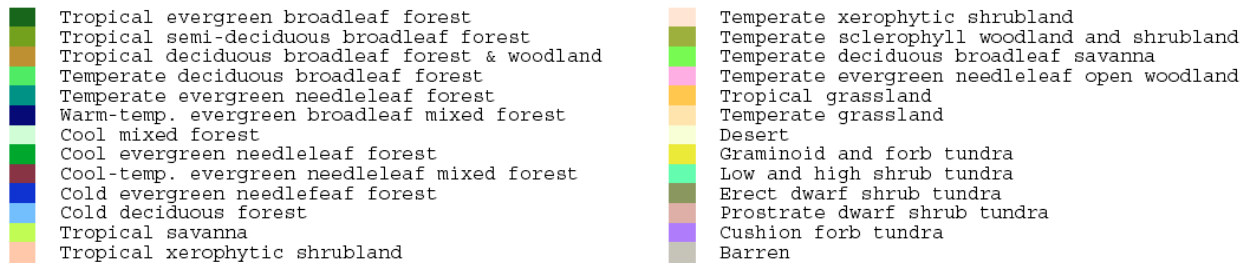 Tropical evergreen broadleaf forest
Tropical semi-deciduous broadleaf forest
Tropical deciduous broadleaf forest & woodland
Temperate deciduous broadleaf forest
Temperate evergreen needleleaf forest
Warm-temp. evergreen broadleaf mixed forest
Cool mixed forest
Cool evergreen needleleaf forest
Cool-temp. evergreen needleleaf mixed forest
Cold evergreen needlefeaf forest
Cold deciduous forest
Tropical savanna
Tropical xerophytic shrubland
Temperate xerophytic shrubland
Temperate sclerophyll woodland and shrubland
Temperate deciduous broadleaf savanna
Temperate evergreen needleleaf open woodland
Tropical grassland
Temperate grassland
Desert
Graminoid and forb tundra
Low and high shrub tundra
Erect dwarf shrub tundra
Prostrate dwarf shrub tundra
Cushion forb tundra
Barren